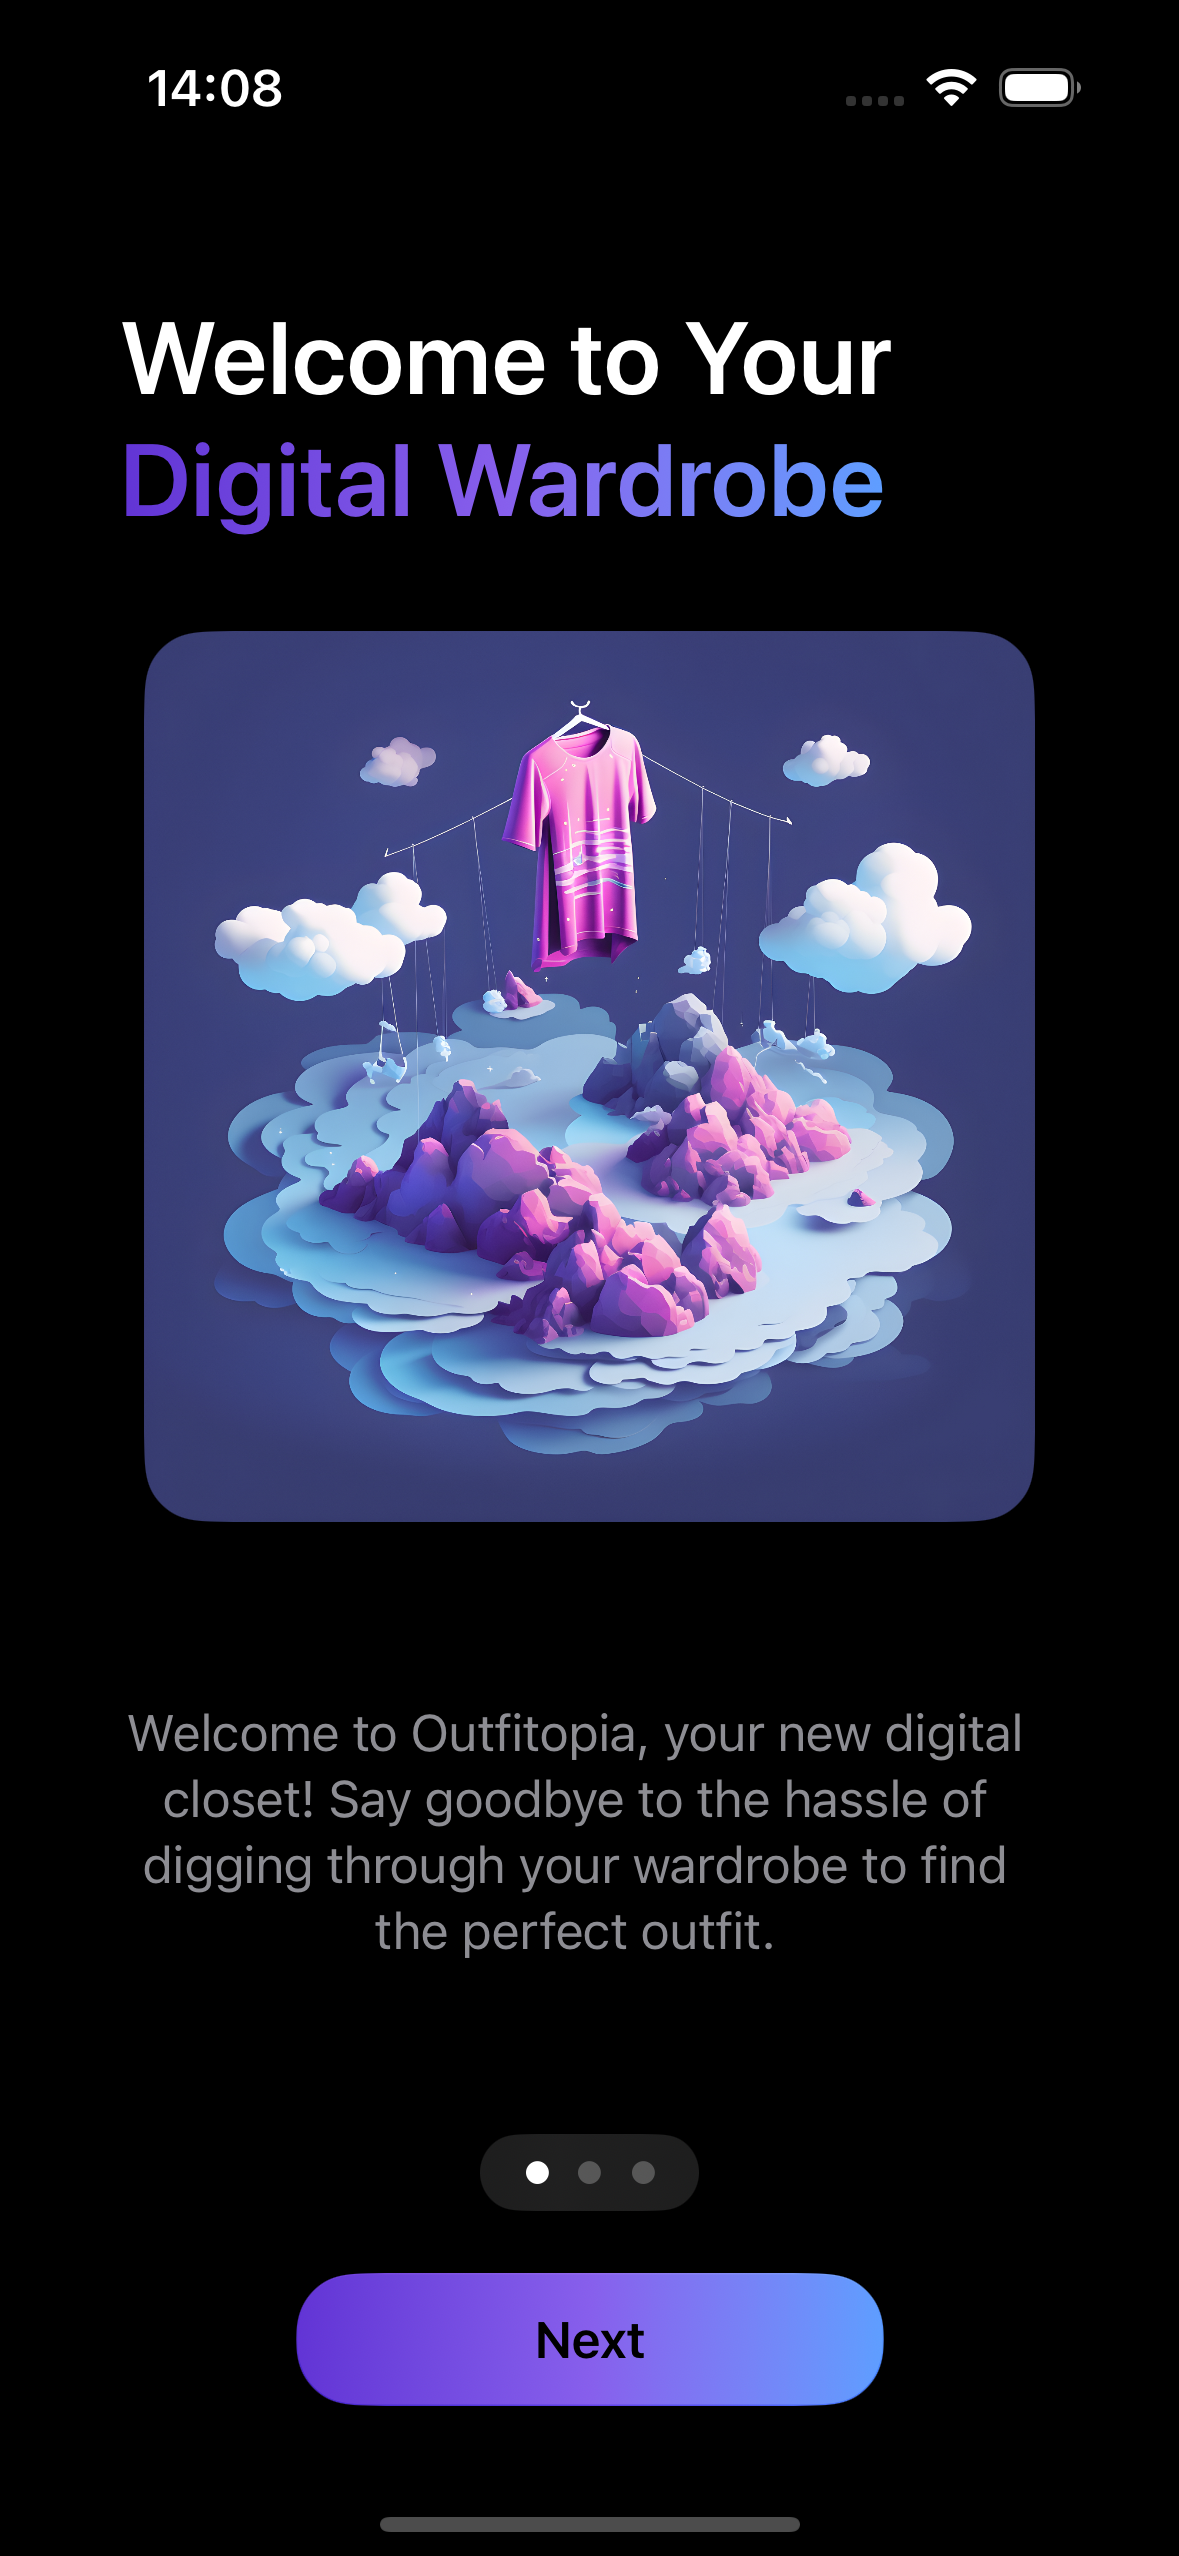 14:08
Welcome to Your
Digital Wardrobe
Welcome to Outfitopia, your new digital
closet! Say goodbye to the hassle of
digging through your wardrobe to find
the perfect outfit.
Next